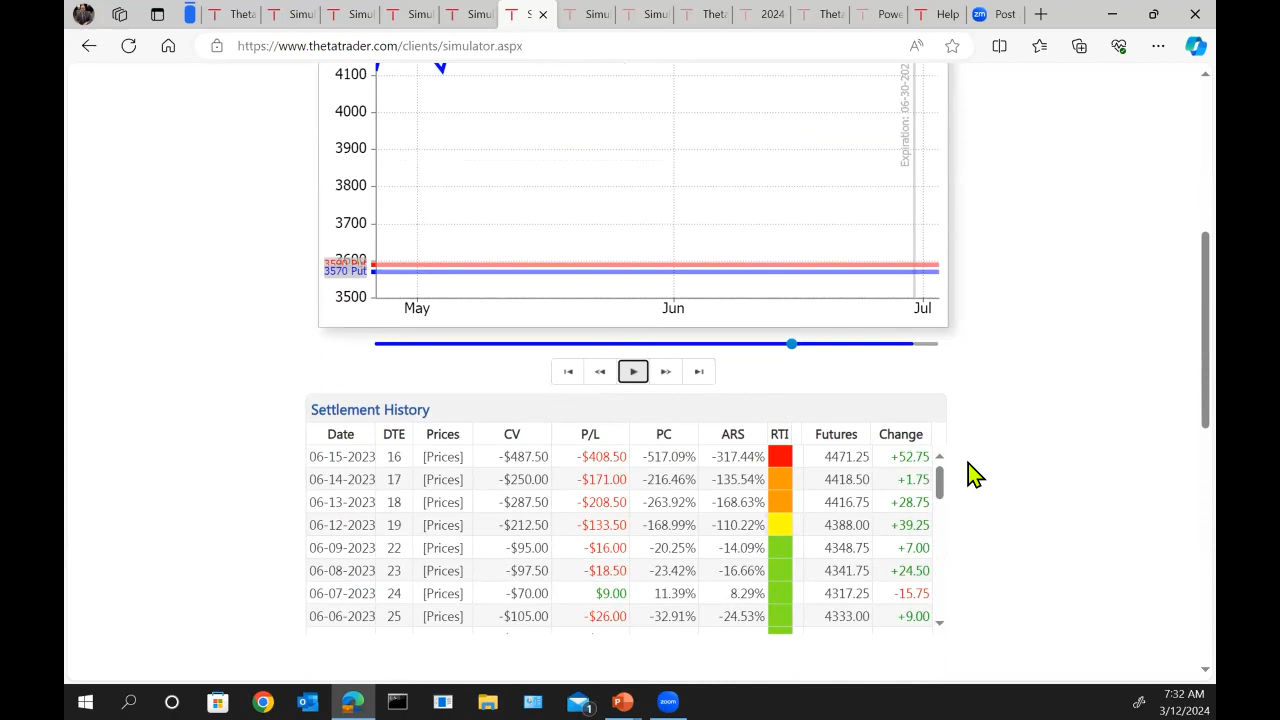 Theta
Simu
Simul
Simul
Simul
S
Simu
Simul
Theta
202
Theta
Powe
Help
zm Post
https://www.thetatrader.com/clients/simulator.aspx
4100
4000
3900
3800
3700
3600
3590 Put
3570 Put
3500
Expiration: 06-30-202
May Jun Jul
Settlement History
Date DTE Prices CV P/L PC ARS RTI Futures Change
06-15-2023 16 [Prices] -$487.50 -$408.50 -517.09% -317.44% 4471.25 +52.75
06-14-2023 17 [Prices] -$250.00 -$171.00 -216.46% -135.54% 4418.50 +1.75
06-13-2023 18 [Prices] -$287.50 -$208.50 -263.92% -168.63% 4416.75 +28.75
06-12-2023 19 [Prices] -$212.50 -$133.50 -168.99% -110.22% 4388.00 +39.25
06-09-2023 22 [Prices] -$95.00 -$16.00 -20.25% -14.09% 4348.75 +7.00
06-08-2023 23 [Prices] -$97.50 -$18.50 -23.42% -16.66% 4341.75 +24.50
06-07-2023 24 [Prices] -$70.00 $9.00 11.39% 8.29% 4317.25 -15.75
06-06-2023 25 [Prices] -$105.00 -$26.00 -32.91% -24.53% 4333.00 +9.00
zoom
7:32 AM
3/12/2024